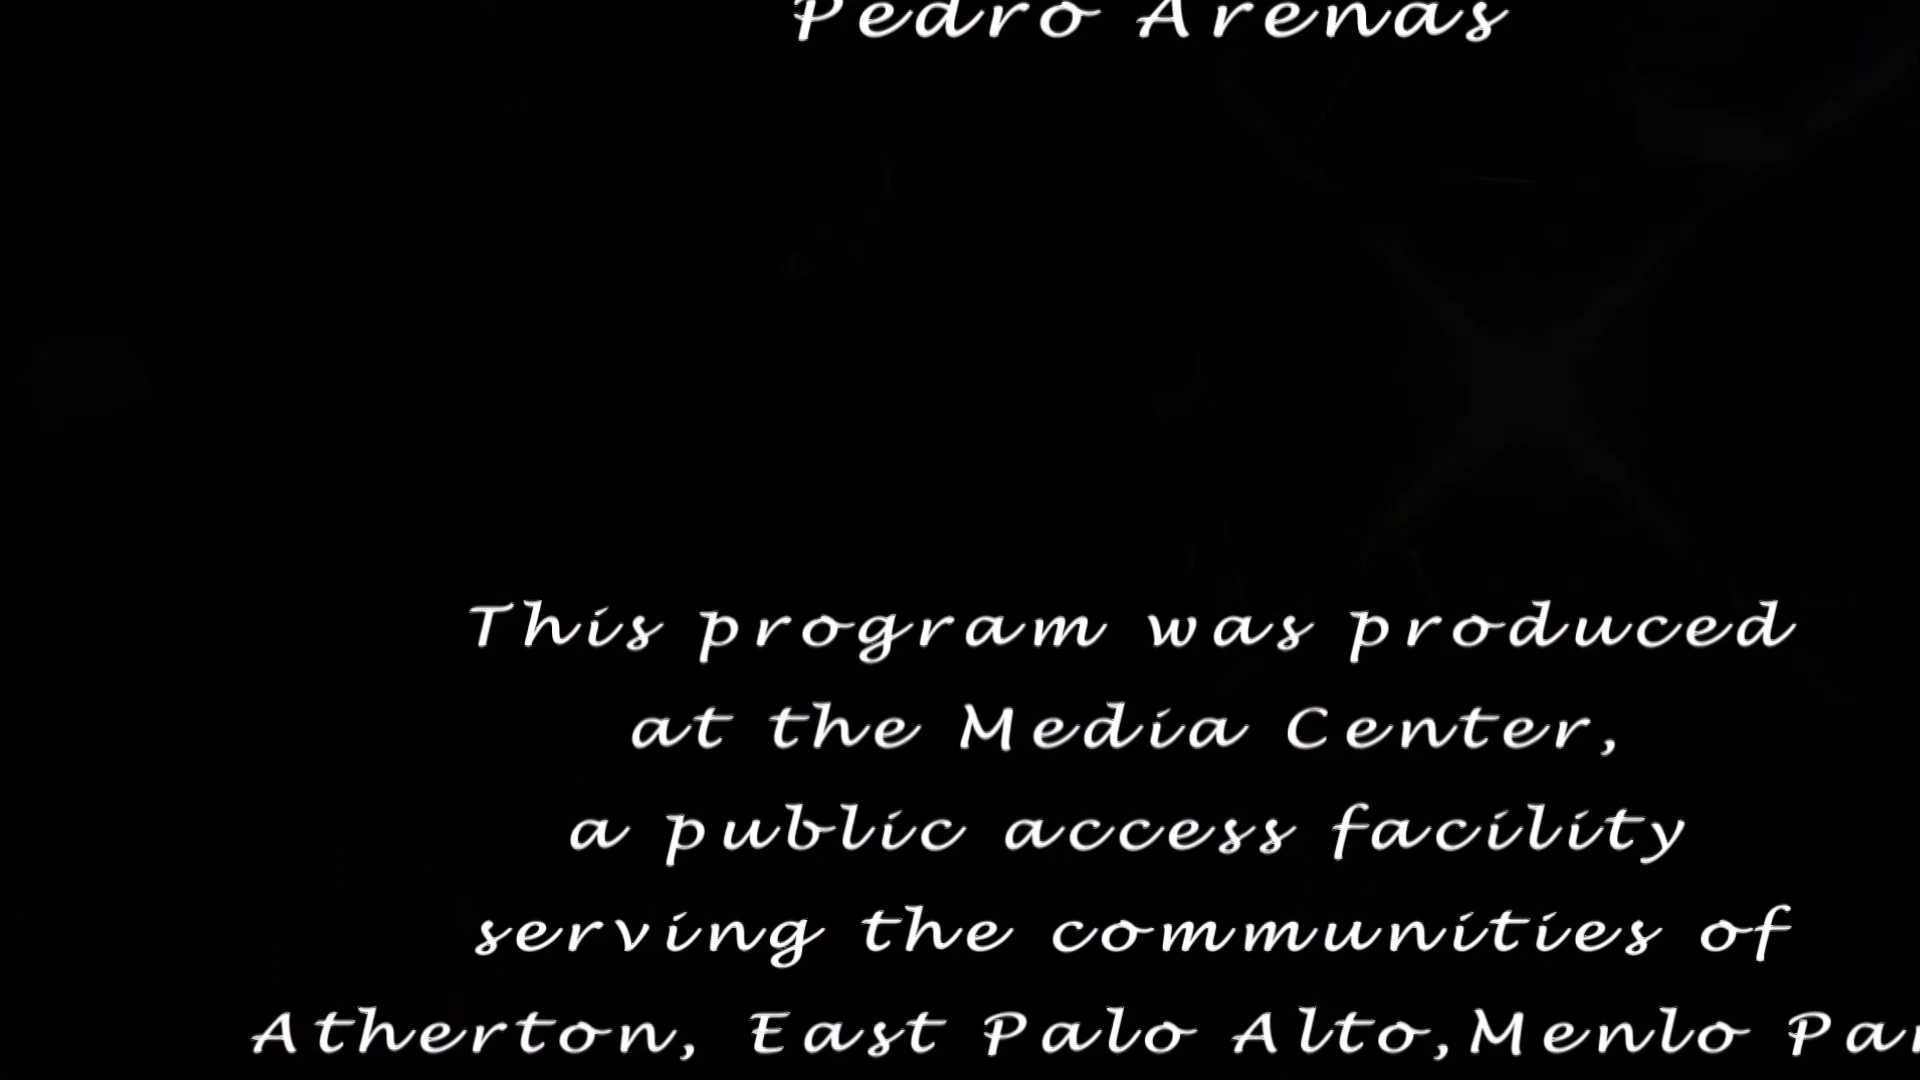 Pedro Arenas
This program was produced
at the Media Center,
a public access facility
serving the communities of
Atherton, East Palo Alto,Menlo Par